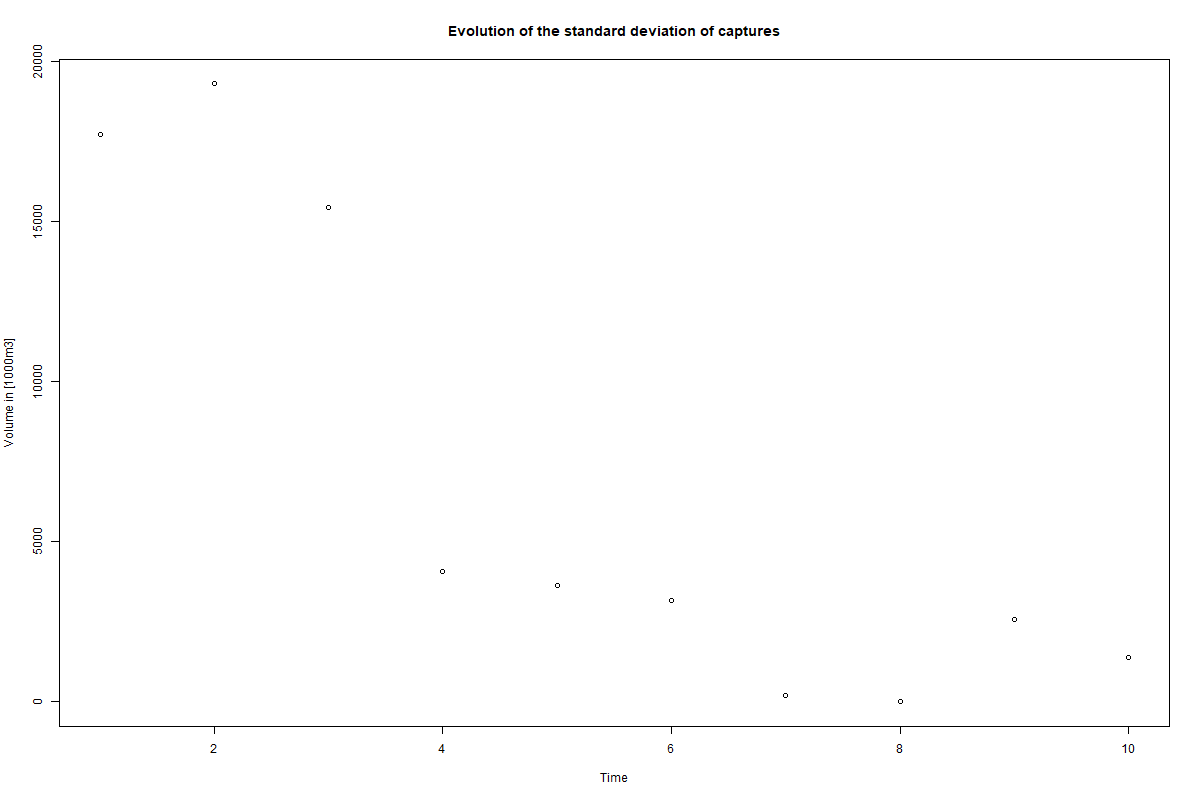 Evolution of the standard deviation of captures
20000
15000
10000
5000
0
Volume in [1000m3]
2 4 6 8 10
Time